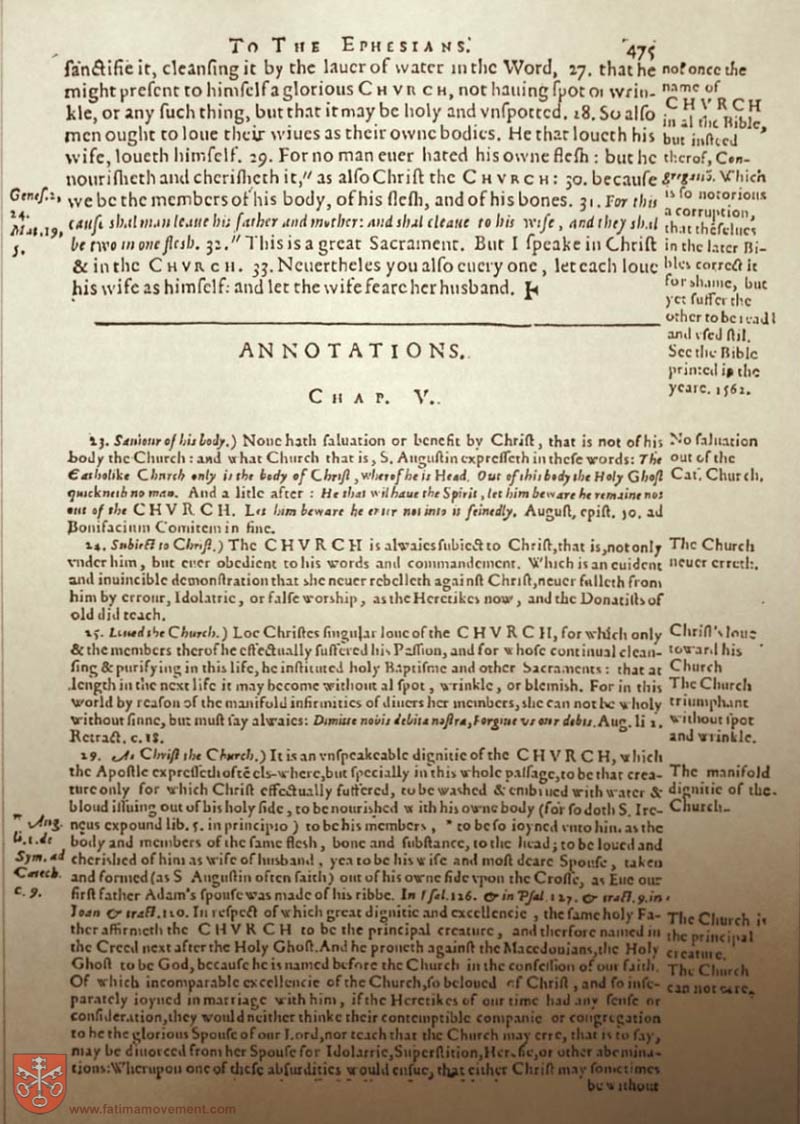 TO THE EPHESIANS. 475
sanctifie it, cleansing it by the lauer of water in the Word, 27. that he
might present to himself a glorious CHVRCH, not hauing spot or wrin-
kle, or any such thing, but that it may be holy and vnspotted. 28. So also
men ought to loue their wiues as their owne bodies. He that loueth his
wife, loueth himself. 29. For no man euer hated his owne flesh: but he
nourisheth and cherisheth it," as also Christ the CHVRCH: 30. because
we be the members of his body, of his flesh, and of his bones. 31. For this
cause shal man leaue his father and mother: and shal cleaue to his wife, and they shal
be two in one flesh. 32." This is a great Sacrament. But I speake in Christ
& in the CHVRCH. 33. Neuertheles you also euery one, let each loue
his wife as himself: and let the wife feare her husband.
Genes. 2,
24.
Mat. 19,
5.
not once the
name of
CHVRCH
in al the Bible,
but insteed
therof, Con-
gregation. Which
is so notorious
a corruption,
that theselues
in the later Bi-
bles correct it
for shame, but
yet suffer the
other to be readd
and vsed stil.
See the Bible
printed in the
yeare. 1562.
ANNOTATIONS.
CHAP. V.
23. Sauiour of his body.) None hath saluation or benefit by Christ, that is not of his
body the Church: and what Church that is, S. Augustin expresseth in these words: The
Catholike Church only is the body of Christ, wherof he is Head. Out of this body the Holy Ghost
quickneth no man. And a litle after: He that wil haue the Spirit, let him beware he remaine not
out of the CHVRCH. Let him beware he enter not into it feinedly. August. epist. 50. ad
Bonifacium Comitem in fine.
24. Subiect to Christ.) The CHVRCH is alwaies subiect to Christ, that is, not only
vnder him, but euer obedient to his words and commandement. Which is an euident
and inuincible demonstration that she neuer rebelleth against Christ, neuer falleth from
him by errour, Idolatrie, or false worship, as the Heretikes now, and the Donatists of
old did teach.
25. Loued the Church.) Loe Christes singular loue of the CHVRCH, for which only
& the members therof he effectually suffered his Passion, and for whose continual clean-
sing & purifying in this life, he instituted holy Baptisme and other Sacraments: that at
length in the next life it may become without al spot, wrinkle, or blemish. For in this
world by reason of the manifold infirmities of diuers her members, she can not be wholy
without sinne, but must say alwaies: Dimitte nobis debita nostra, Forgiue vs our debts. Aug. li 2.
Retract. c. 18.
29. As Christ the Church.) It is an vnspeakeable dignitie of the CHVRCH, which
the Apostle expresseth ofte els-where, but specially in this whole passage, to be that crea-
ture only for which Christ effectually suffered, to be washed & embrued with water &
bloud issuing out of his holy side, to be nourished with his owne body (for so doth S. Ire-
neus expound lib. 5. in principio) to be his members, " to be so ioyned vnto him as the
body and members of the same flesh, bone and substance, to the head; to be loued and
cherished of him as wife of husband, yea to be his wife and most deare Spouse, taken
and formed (as S Augustin often saith) out of his owne side vpon the Crosse, as Eue our
first father Adam's spouse was made of his ribbe. In Psal. 126. & in Psal. 127. & tract. 9. in
Ioan & tract. 120. In respect of which great dignitie and excellencie, the same holy Fa-
ther affirmeth the CHVRCH to be the principal creature, and therfore named in
the Creed next after the Holy Ghost. And he proueth against the Macedonians, the Holy
Ghost to be God, because he is named before the Church in the confession of our faith.
Of which incomparable excellencie of the Church, so beloued of Christ, and so inse-
parately ioyned in marriage with him, if the Heretikes of our time had any sense or
consideration, they would neither thinke their contemptible companie or congregation
to be the glorious Spouse of our Lord, nor teach that the Church may erre, that is to say,
may be diuorced from her Spouse for Idolatrie, Superstition, Heresie, or other abomina-
tions: Wherupon one of these absurdities would ensue, that either Christ may sometimes
be without
" Aug.
li. 1. de
Sym. ad
Catech.
c. 9.
No saluation
out of the
Cat. Church.
The Church
neuer erreth.
Christ's loue
toward his
Church
The Church
triumphant
without spot
and wrinkle.
The manifold
dignitie of the
Church.
The Church is
the principal
creature.
The Church
can not erre.
www.fatimamovement.com